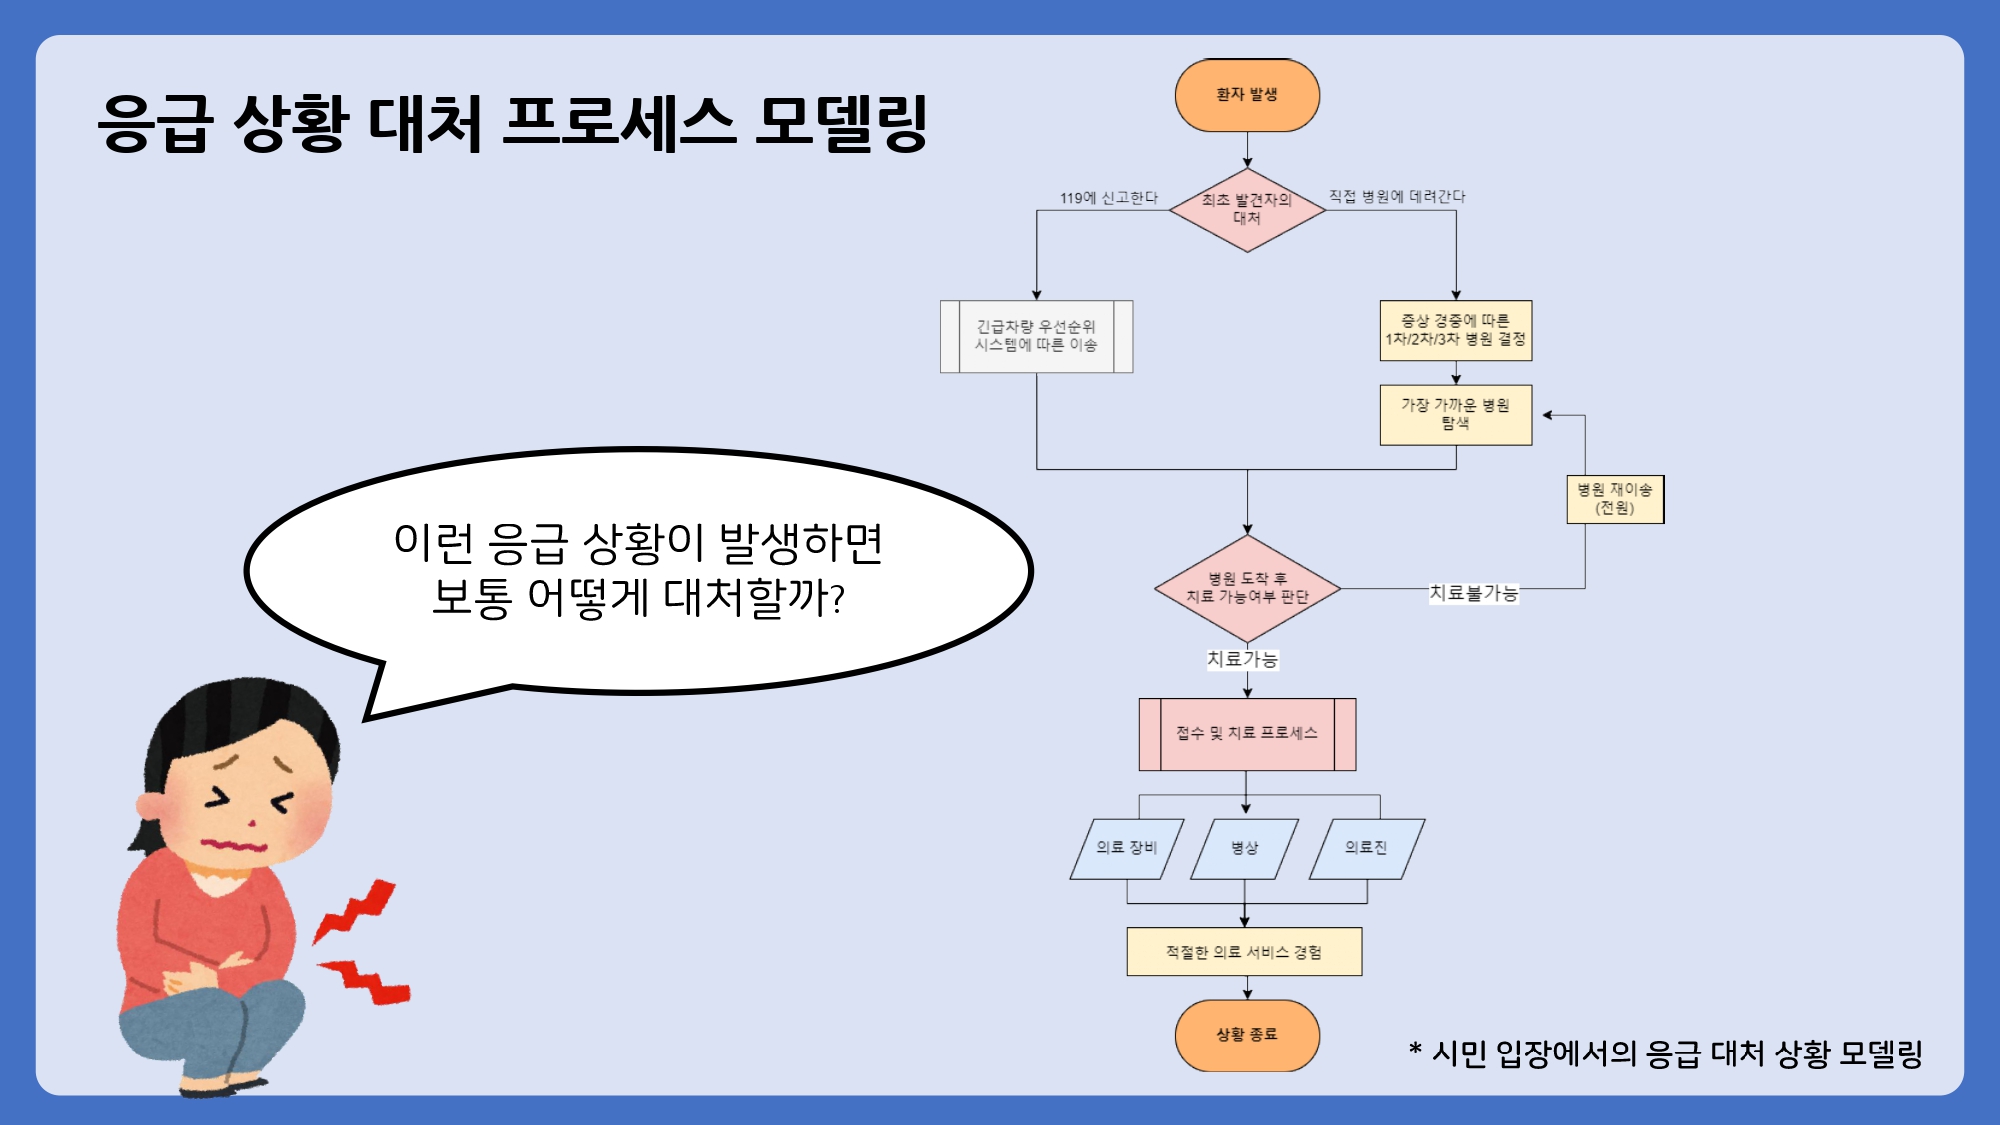 응급 상황 대처 프로세스 모델링
이런 응급 상황이 발생하면
보통 어떻게 대처할까?
환자 발생
최초 발견자의
대처
119에 신고한다
직접 병원에 데려간다
긴급차량 우선순위
시스템에 따른 이송
증상 경중에 따른
1차/2차/3차 병원 결정
가장 가까운 병원
탐색
병원 재이송
(전원)
병원 도착 후
치료 가능여부 판단
치료불가능
치료가능
접수 및 치료 프로세스
의료 장비
병상
의료진
적절한 의료 서비스 경험
상황 종료
* 시민 입장에서의 응급 대처 상황 모델링